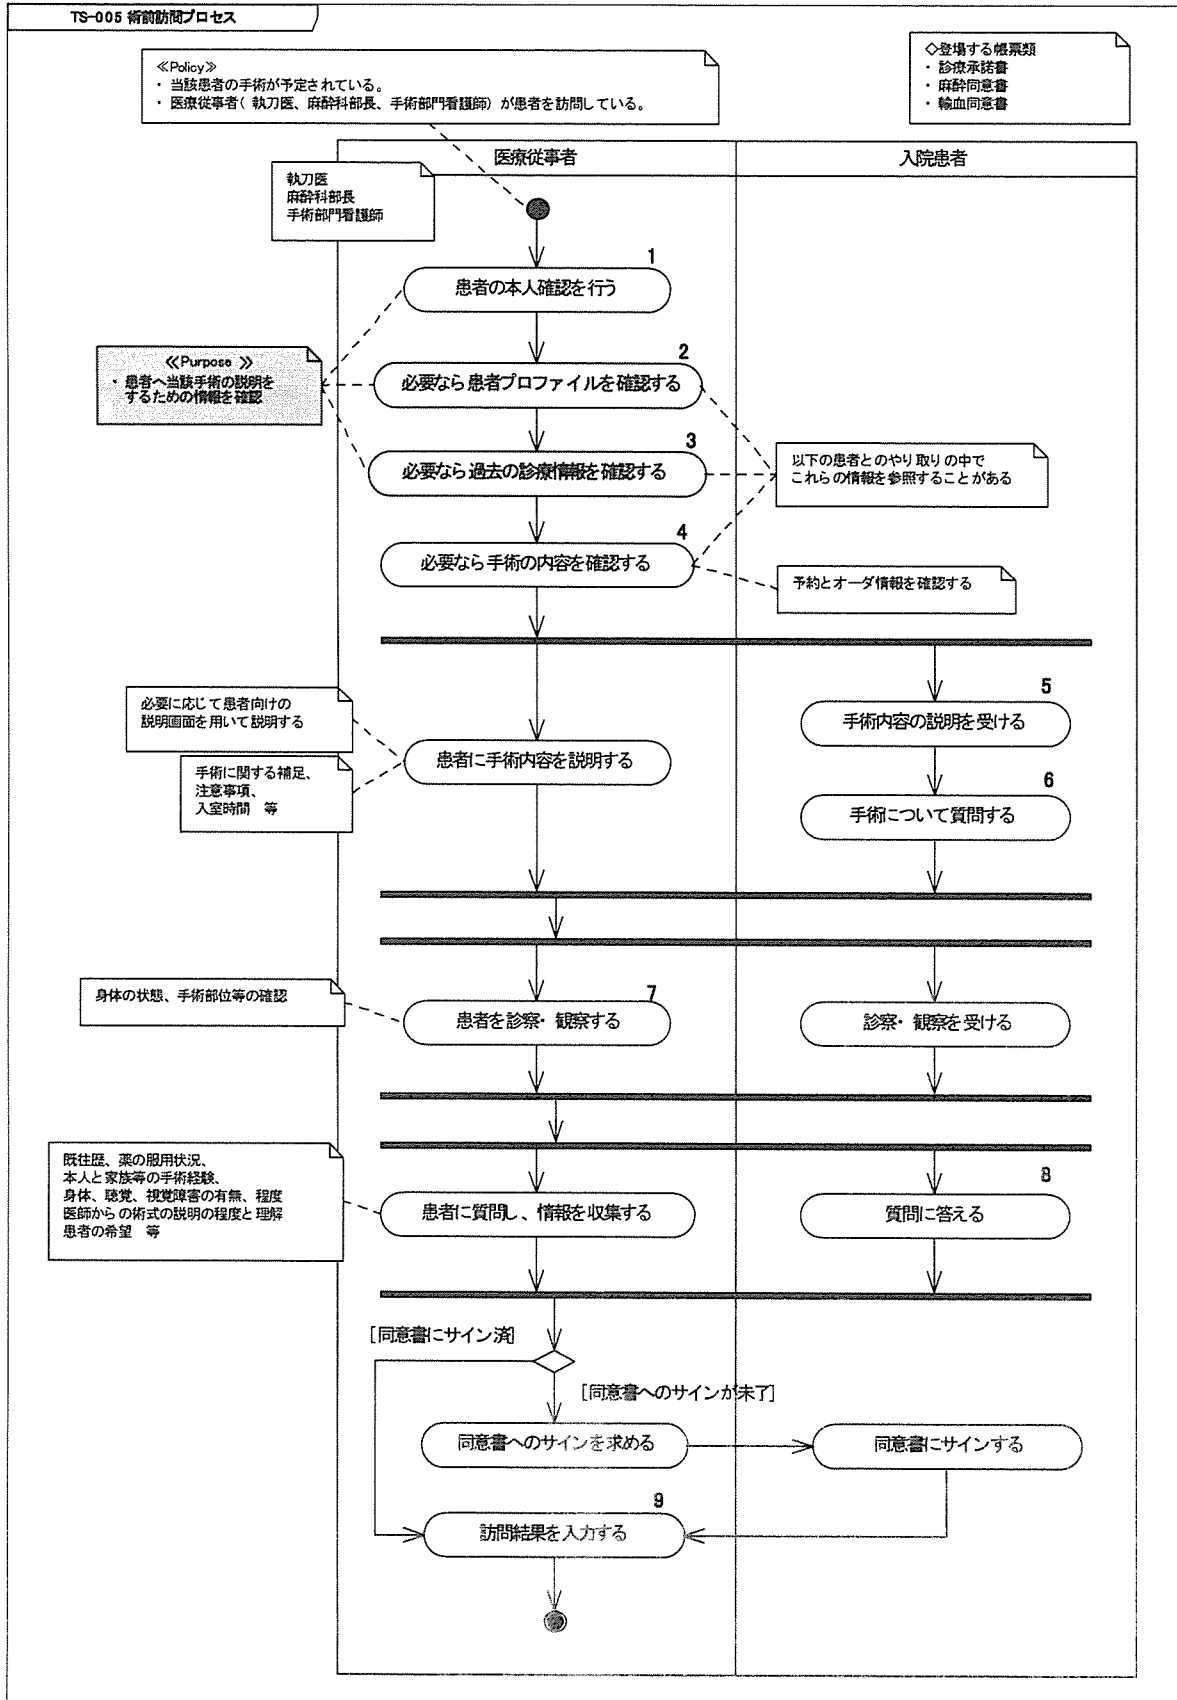 TS-005 術前訪問プロセス
≪Policy≫
・ 当該患者の手術が予定されている。
・ 医療従事者( 執刀医、麻酔科部長、手術部門看護師) が患者を訪問している。
◇登場する帳票類
・ 診療承諾書
・ 麻酔同意書
・ 輸血同意書
医療従事者
入院患者
執刀医
麻酔科部長
手術部門看護師
1
患者の本人確認を行う
≪Purpose ≫
・ 患者へ当該手術の説明を
するための情報を確認
2
必要なら患者プロファイルを確認する
3
必要なら過去の診療情報を確認する
以下の患者とのやり取りの中で
これらの情報を参照することがある
4
必要なら手術の内容を確認する
予約とオーダ情報を確認する
必要に応じて患者向けの
説明画面を用いて説明する
手術に関する補足、
注意事項、
入室時間 等
患者に手術内容を説明する
5
手術内容の説明を受ける
6
手術について質問する
身体の状態、手術部位等の確認
7
患者を診察・観察する
診察・観察を受ける
既往歴、薬の服用状況、
本人と家族等の手術経験、
身体、聴覚、視覚障害の有無、程度
医師からの術式の説明の程度と理解
患者の希望 等
患者に質問し、情報を収集する
8
質問に答える
[同意書にサイン済]
[同意書へのサインが未了]
同意書へのサインを求める
同意書にサインする
9
訪問結果を入力する